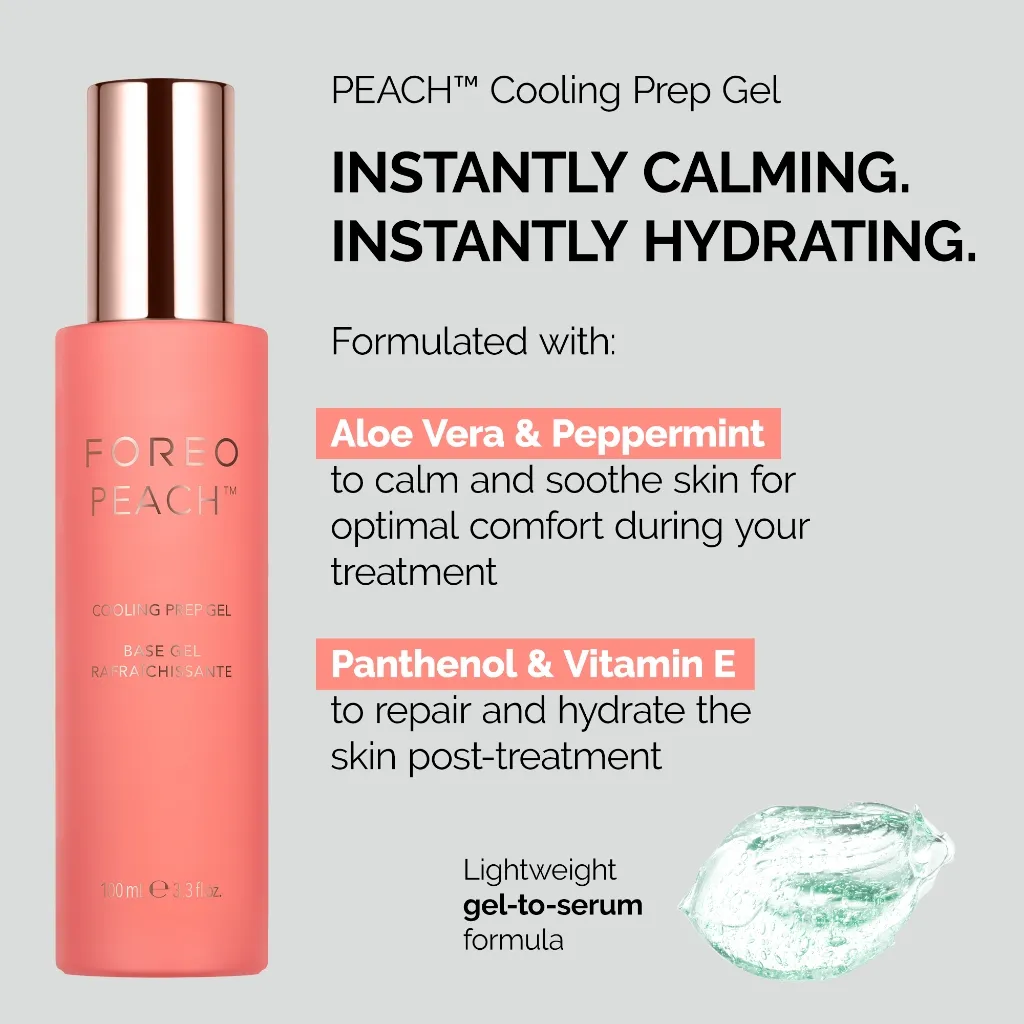 PEACH™ Cooling Prep Gel
INSTANTLY CALMING.
INSTANTLY HYDRATING.
Formulated with:
Aloe Vera & Peppermint
to calm and soothe skin for
optimal comfort during your
treatment
Panthenol & Vitamin E
to repair and hydrate the
skin post-treatment
Lightweight
gel-to-serum
formula
FOREO
PEACH™
COOLING PREP GEL
BASE GEL
RAFRAÎCHISSANTE
100 ml ℮ 3.3 fl. oz.